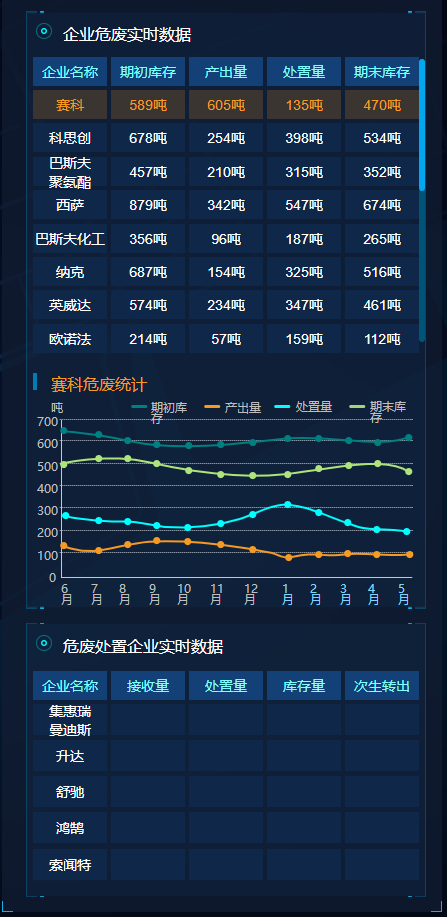 企业危废实时数据
企业名称 期初库存 产出量 处置量 期末库存
赛科 589吨 605吨 135吨 470吨
科思创 678吨 254吨 398吨 534吨
巴斯夫
聚氨酯 457吨 210吨 315吨 352吨
西萨 879吨 342吨 547吨 674吨
巴斯夫化工 356吨 96吨 187吨 265吨
纳克 687吨 154吨 325吨 516吨
英威达 574吨 234吨 347吨 461吨
欧诺法 214吨 57吨 159吨 112吨
赛科危废统计
吨 期初库存 产出量 处置量 期末库存
700
600
500
400
300
200
100
0
6月 7月 8月 9月 10月 11月 12月 1月 2月 3月 4月 5月
危废处置企业实时数据
企业名称 接收量 处置量 库存量 次生转出
集惠瑞
曼迪斯
升达
舒驰
鸿鹄
索闻特